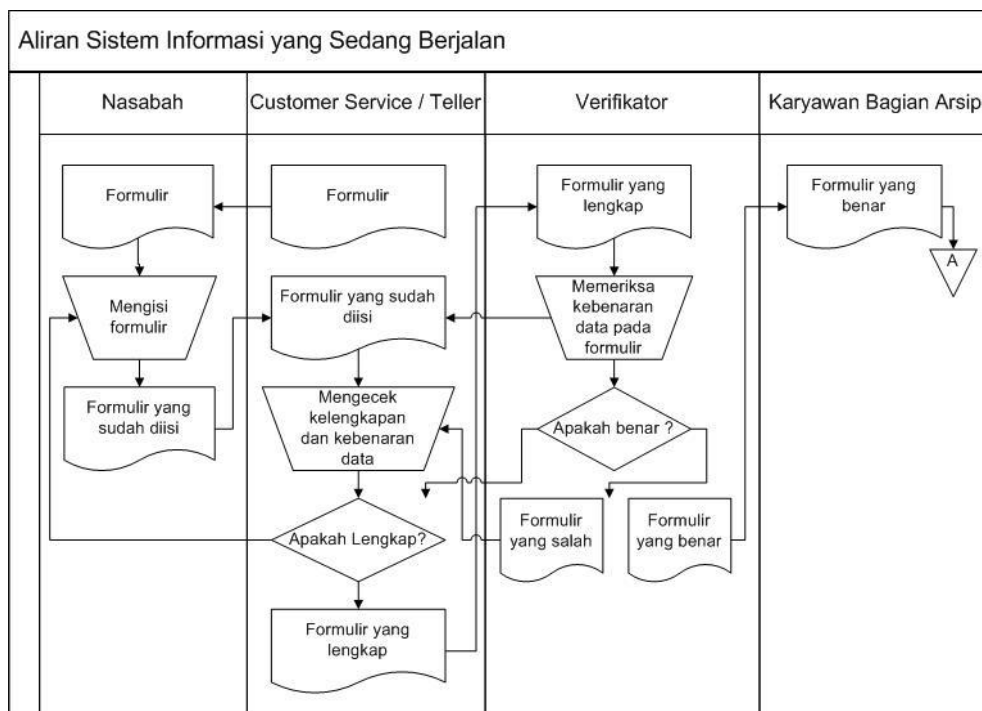 Aliran Sistem Informasi yang Sedang Berjalan
Nasabah
Customer Service / Teller
Verifikator
Karyawan Bagian Arsip
Formulir
Formulir
Formulir yang
lengkap
Formulir yang
benar
A
Mengisi
formulir
Formulir yang sudah
diisi
Memeriksa
kebenaran
data pada
formulir
Formulir yang
sudah diisi
Mengecek
kelengkapan
dan kebenaran
data
Apakah benar ?
Apakah Lengkap?
Formulir
yang salah
Formulir
yang benar
Formulir yang
lengkap